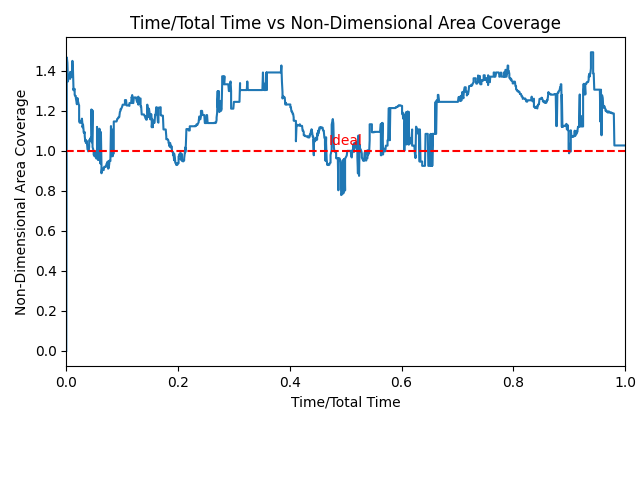 Time/Total Time vs Non-Dimensional Area Coverage
Non-Dimensional Area Coverage
1.4
1.2
1.0
0.8
0.6
0.4
0.2
0.0
Ideal
0.0 0.2 0.4 0.6 0.8 1.0
Time/Total Time